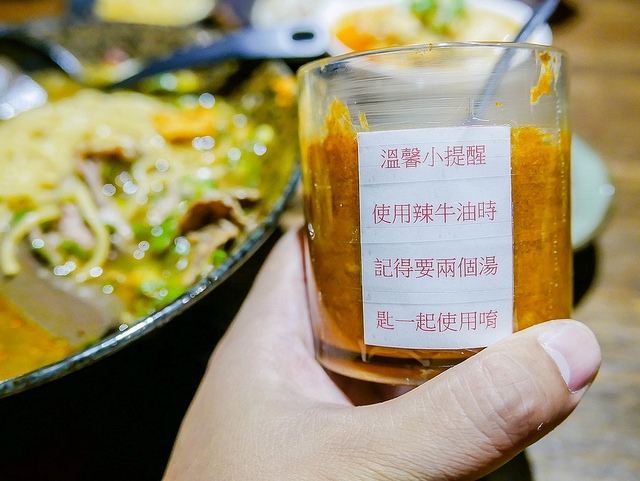 溫馨小提醒
使用辣牛油時
記得要兩個湯
匙一起使用唷